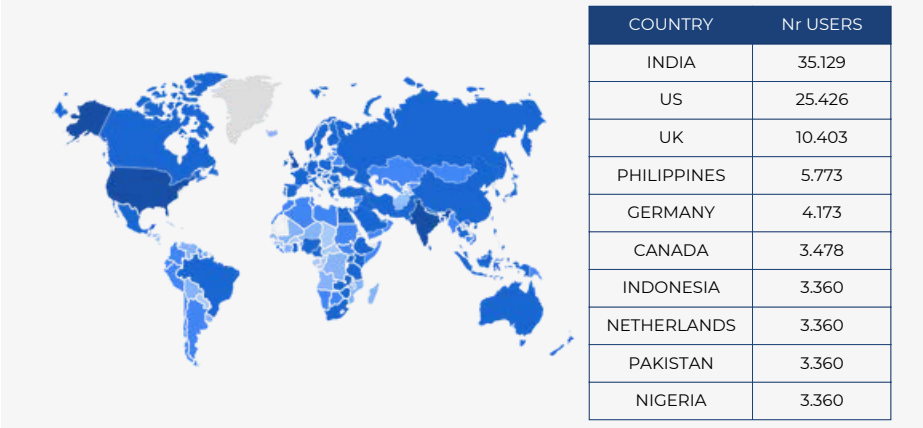 COUNTRY Nr USERS
INDIA 35.129
US 25.426
UK 10.403
PHILIPPINES 5.773
GERMANY 4.173
CANADA 3.478
INDONESIA 3.360
NETHERLANDS 3.360
PAKISTAN 3.360
NIGERIA 3.360